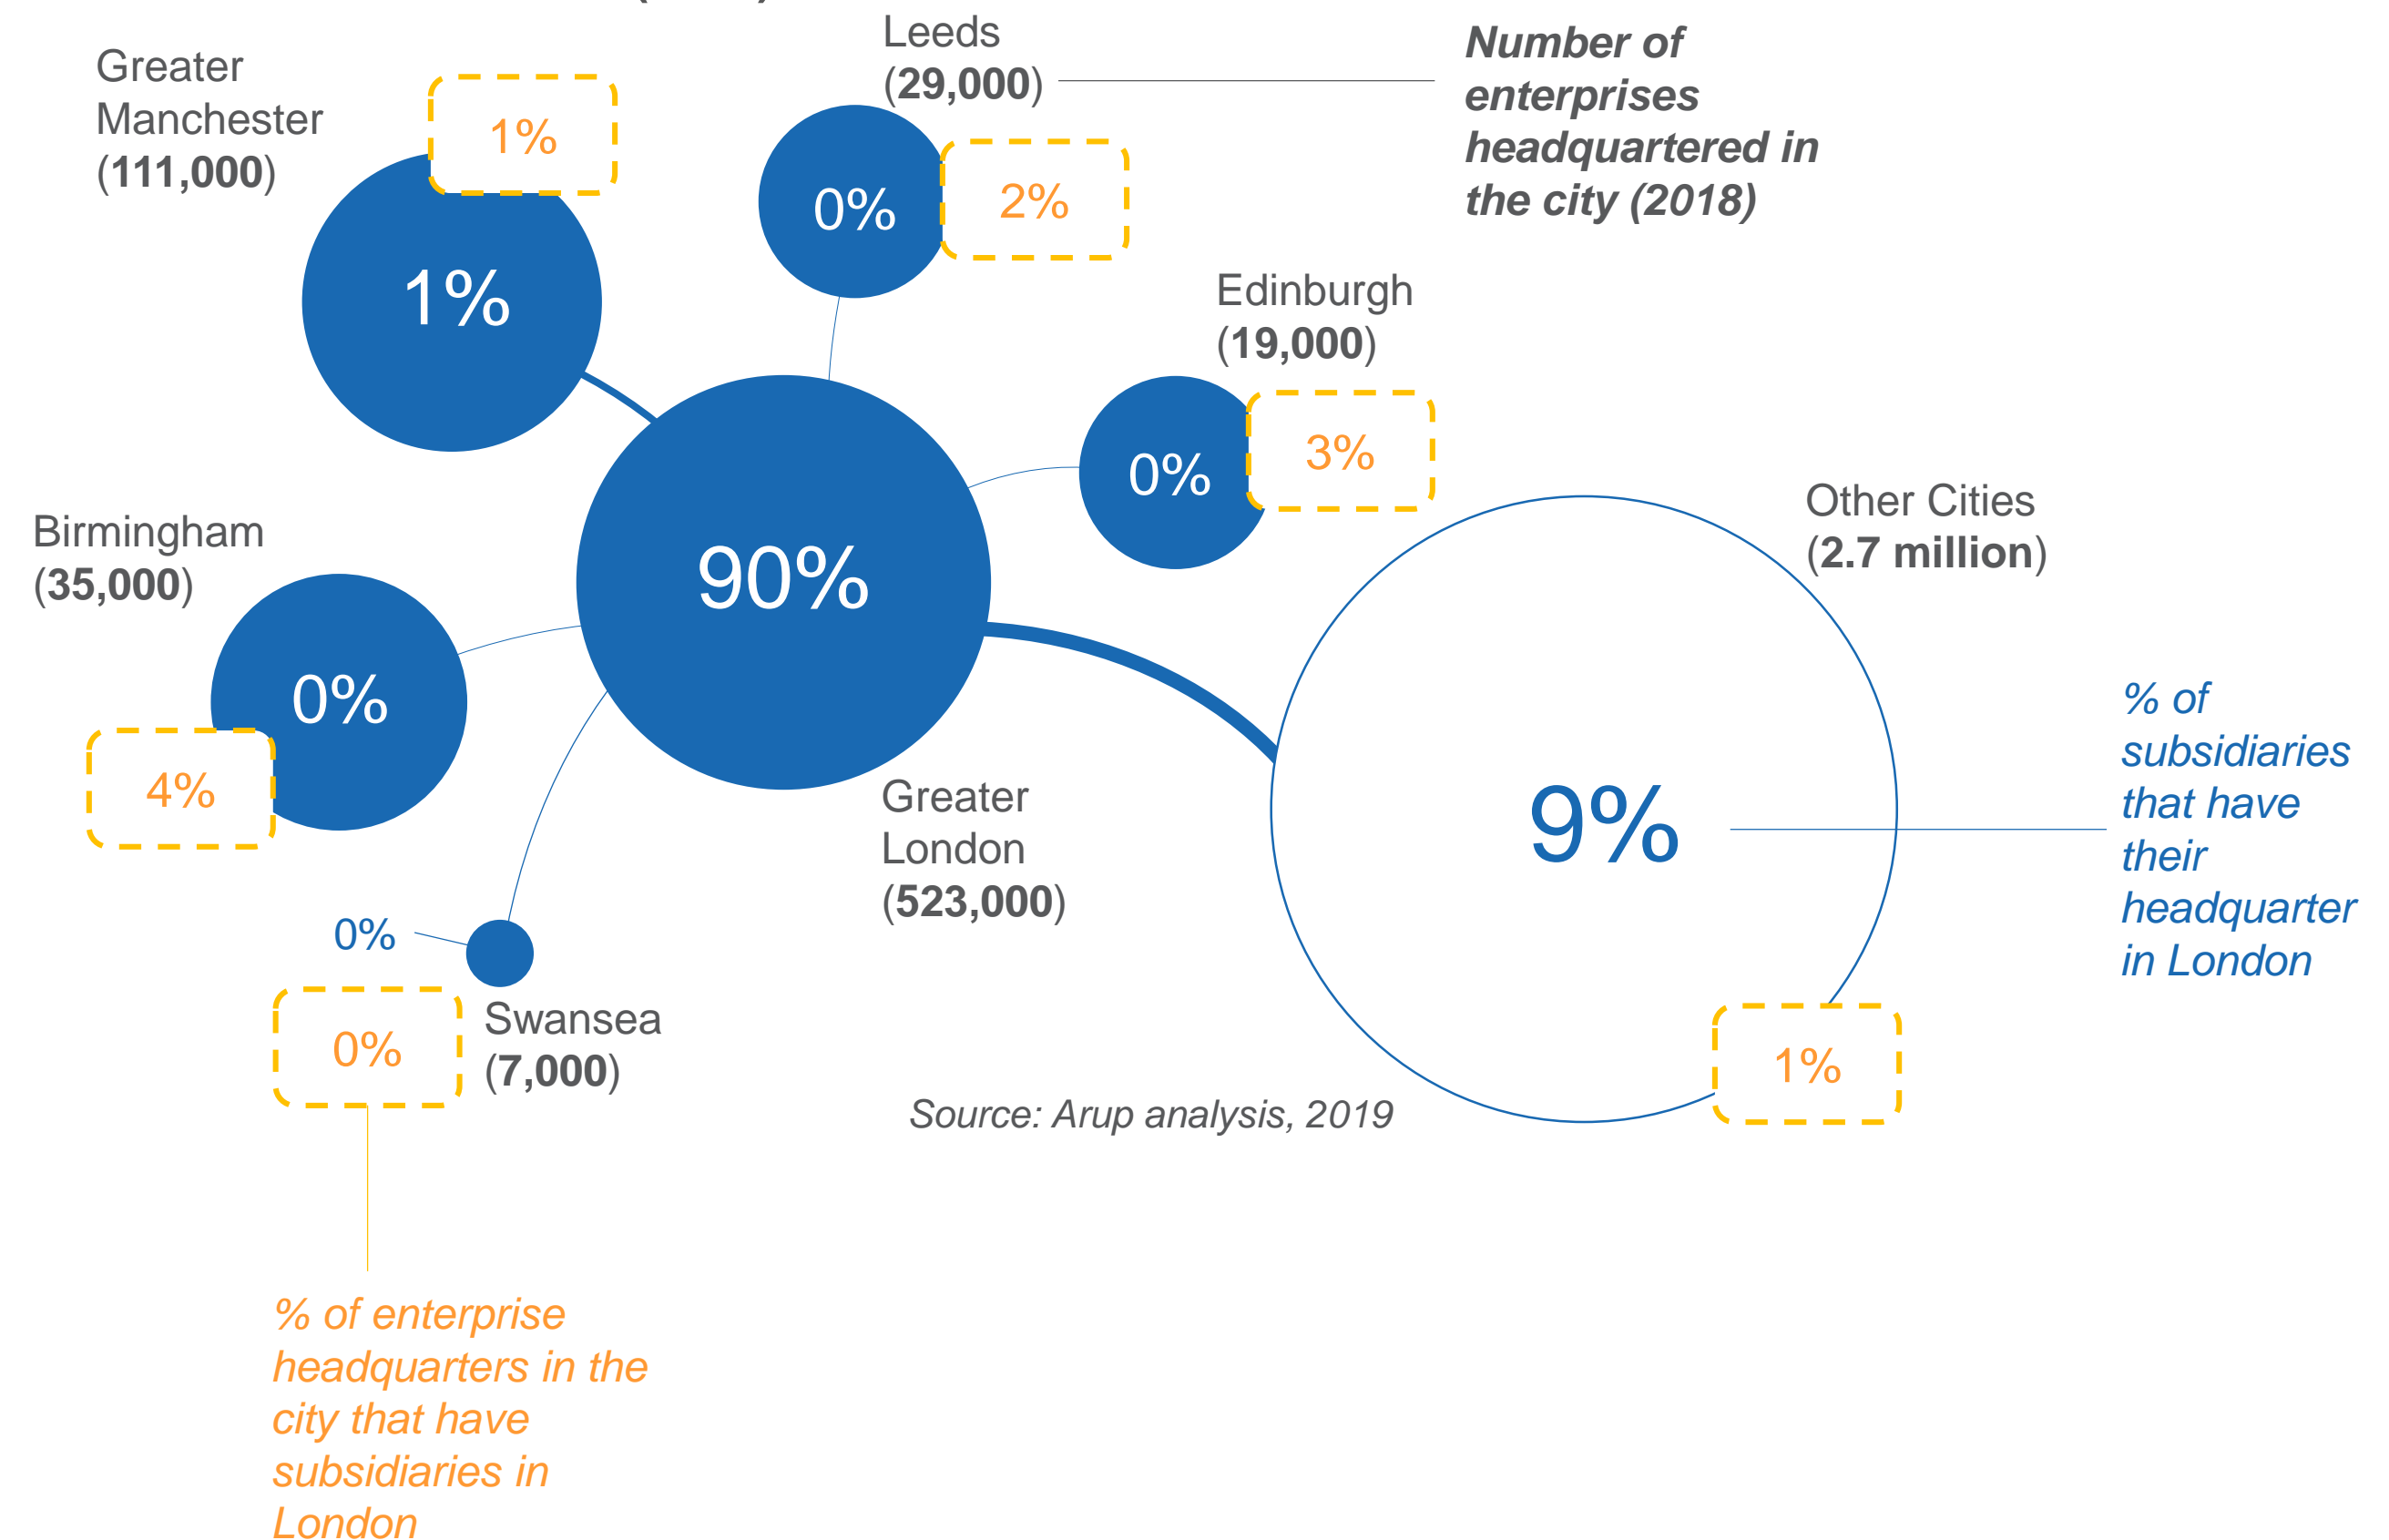 Leeds
(29,000)
Number of
enterprises
headquartered in
the city (2018)
Greater
Manchester
(111,000)
1%
1%
0%
2%
Edinburgh
(19,000)
0%
3%
Birmingham
(35,000)
0%
4%
90%
Greater
London
(523,000)
Other Cities
(2.7 million)
9%
1%
% of
subsidiaries
that have
their
headquarter
in London
0%
0%
Swansea
(7,000)
Source: Arup analysis, 2019
% of enterprise
headquarters in the
city that have
subsidiaries in
London